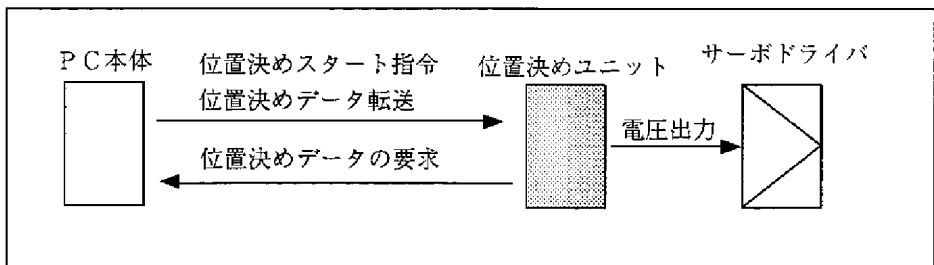 ＰＣ本体
位置決めスタート指令
位置決めデータ転送
位置決めデータの要求
位置決めユニット
電圧出力
サーボドライバ